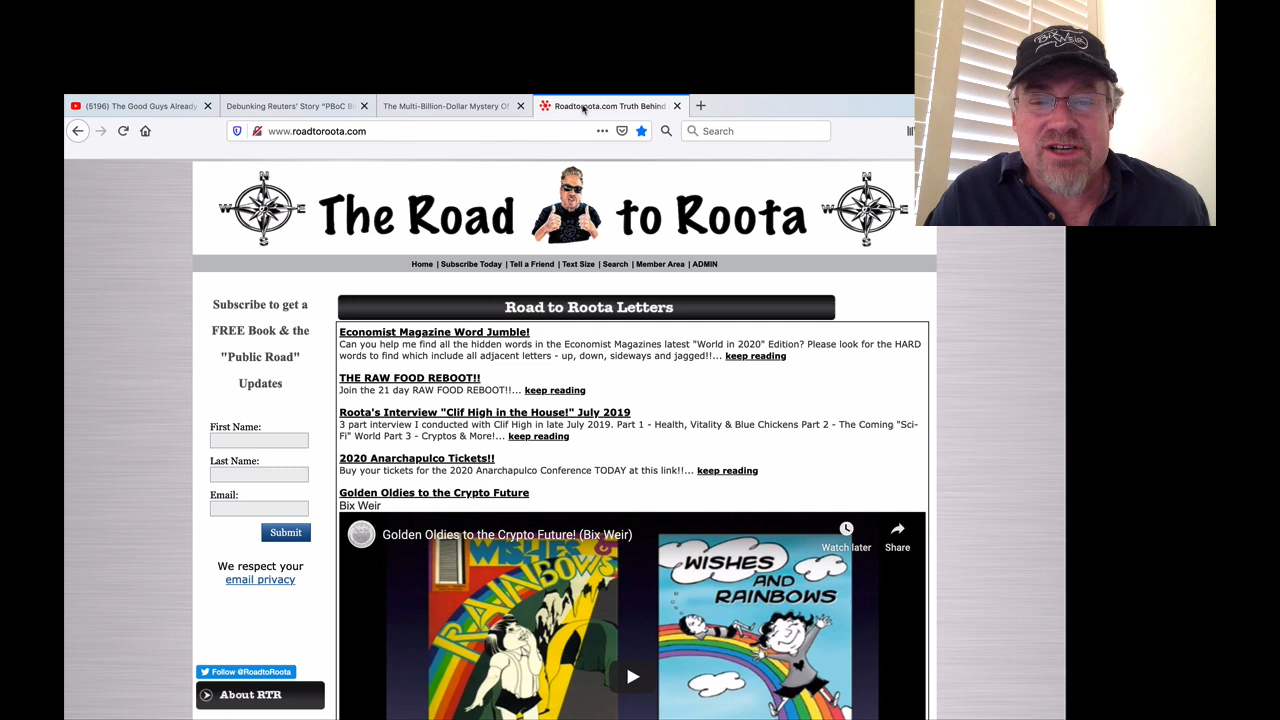 BIX WEIR
(5196) The Good Guys Already
Debunking Reuters' Story "PBoC Bi
The Multi-Billion-Dollar Mystery Of
Roadtoroota.com Truth Behind
www.roadtoroota.com
Search
The Road to Roota
N
W E
S
N
W E
S
Home | Subscribe Today | Tell a Friend | Text Size | Search | Member Area | ADMIN
Subscribe to get a
FREE Book & the
"Public Road"
Updates
First Name:
Last Name:
Email:
Submit
We respect your
email privacy
Follow @RoadtoRoota
About RTR
Road to Roota Letters
Economist Magazine Word Jumble!
Can you help me find all the hidden words in the Economist Magazines latest "World in 2020" Edition? Please look for the HARD
words to find which include all adjacent letters - up, down, sideways and jagged!!... keep reading
THE RAW FOOD REBOOT!!
Join the 21 day RAW FOOD REBOOT!!... keep reading
Roota's Interview "Clif High in the House!" July 2019
3 part interview I conducted with Clif High in late July 2019. Part 1 - Health, Vitality & Blue Chickens Part 2 - The Coming "Sci-
Fi" World Part 3 - Cryptos & More!... keep reading
2020 Anarchapulco Tickets!!
Buy your tickets for the 2020 Anarchapulco Conference TODAY at this link!!... keep reading
Golden Oldies to the Crypto Future
Bix Weir
Golden Oldies to the Crypto Future! (Bix Weir)
Watch later
Share
WISHES &
RAINBOWS
WISHES
AND
RAINBOWS